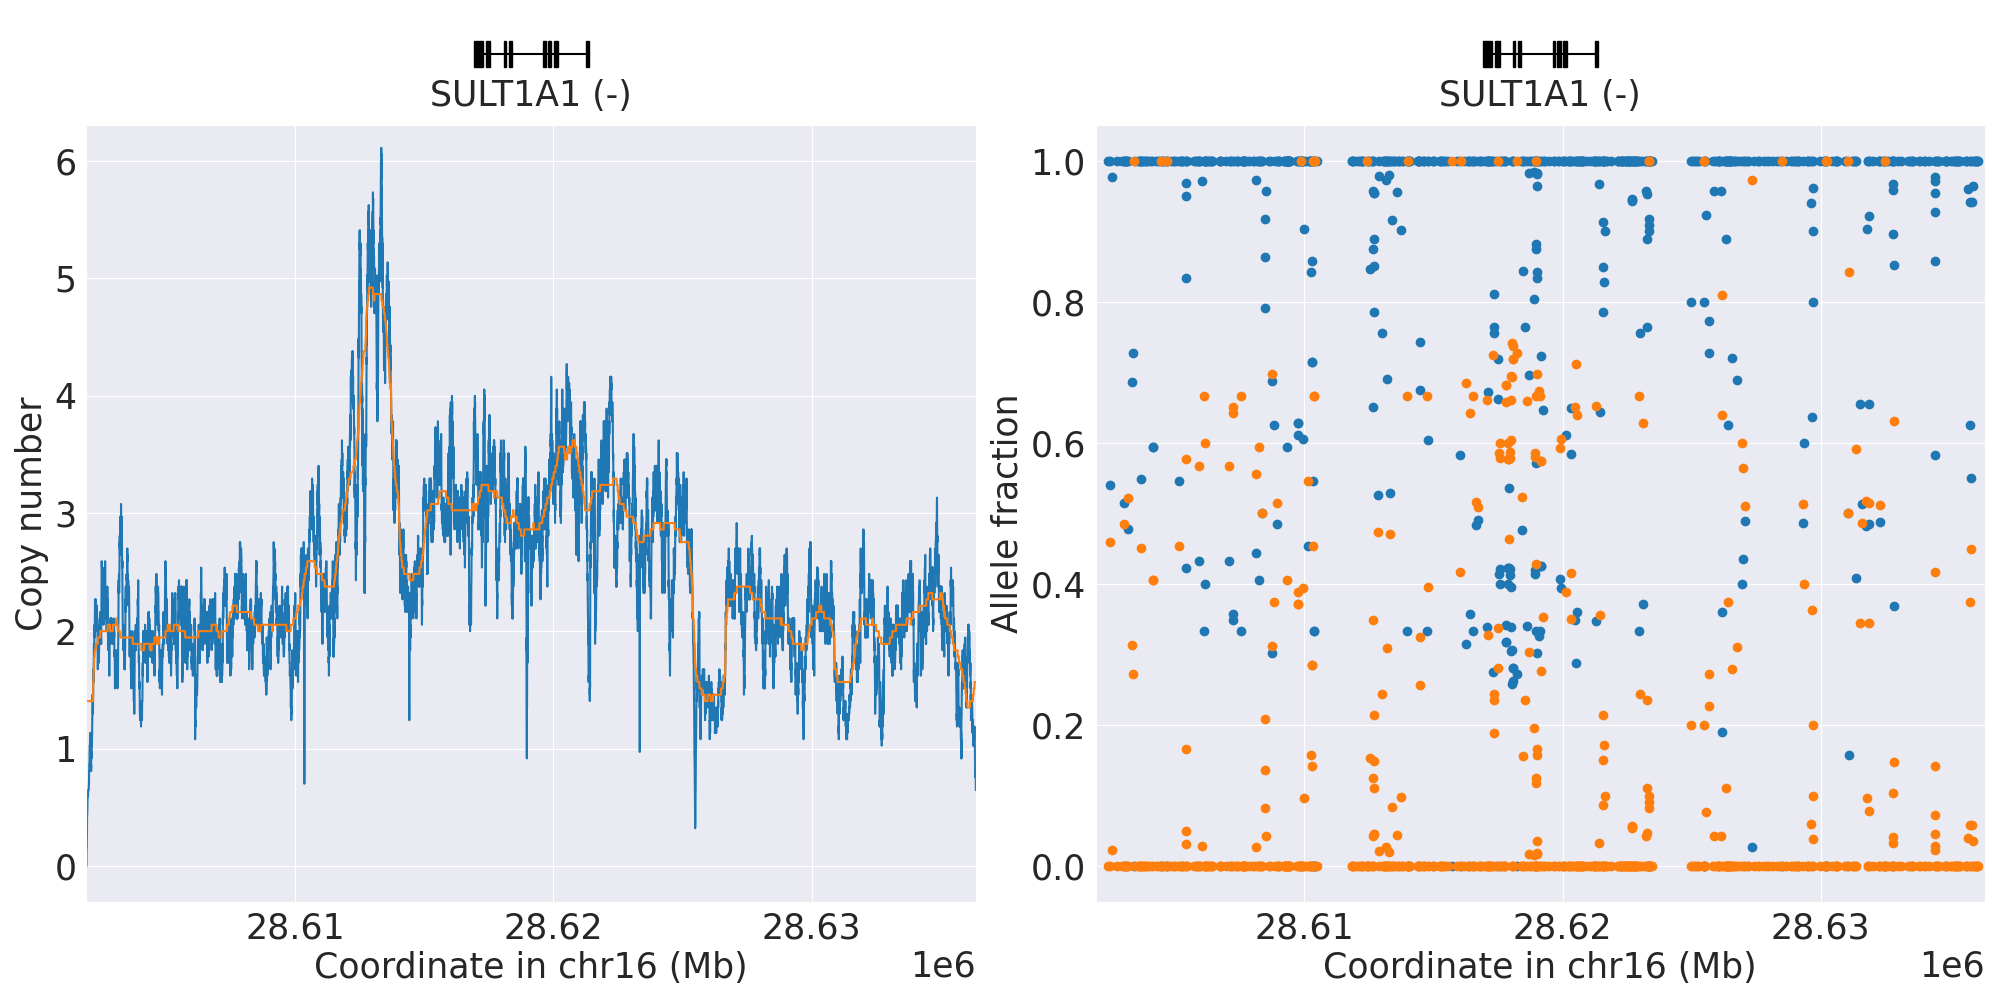 SULT1A1 (-)
Copy number
6
5
4
3
2
1
0
28.61
28.62
28.63
Coordinate in chr16 (Mb)
1e6
SULT1A1 (-)
Allele fraction
1.0
0.8
0.6
0.4
0.2
0.0
28.61
28.62
28.63
Coordinate in chr16 (Mb)
1e6